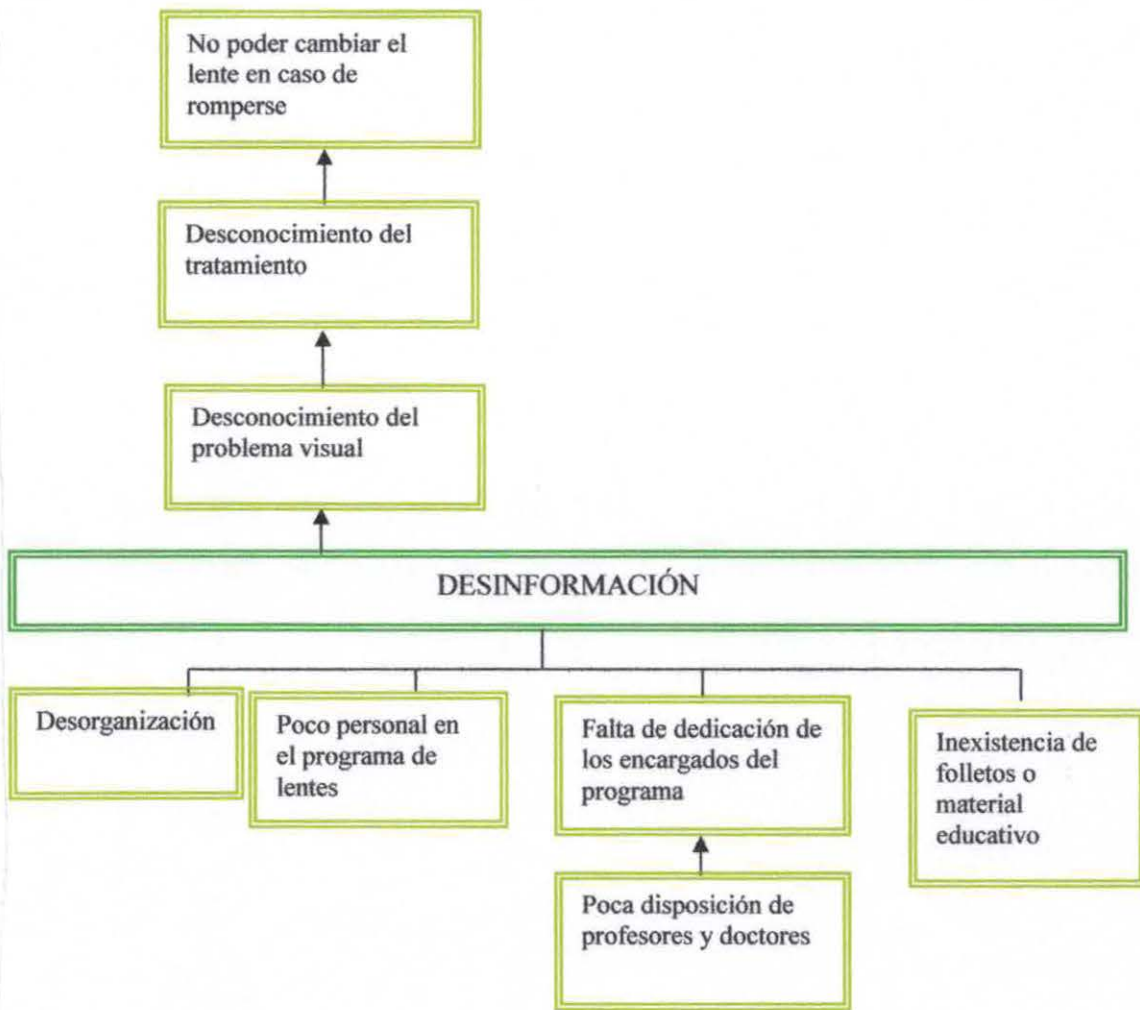 No poder cambiar el
lente en caso de
romperse
Desconocimiento del
tratamiento
Desconocimiento del
problema visual
DESINFORMACIÓN
Desorganización
Poco personal en
el programa de
lentes
Falta de dedicación de
los encargados del
programa
Inexistencia de
folletos o
material
educativo
Poca disposición de
profesores y doctores